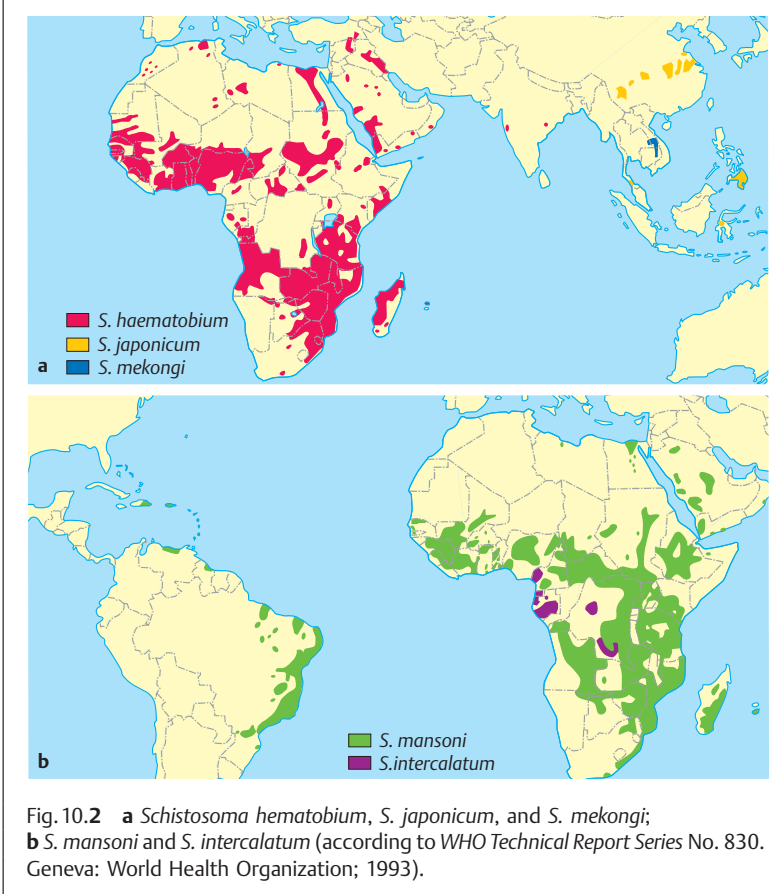 S. haematobium
S. japonicum
a S. mekongi
S. mansoni
b S.intercalatum
Fig. 10.2 a Schistosoma hematobium, S. japonicum, and S. mekongi;
b S. mansoni and S. intercalatum (according to WHO Technical Report Series No. 830.
Geneva: World Health Organization; 1993).